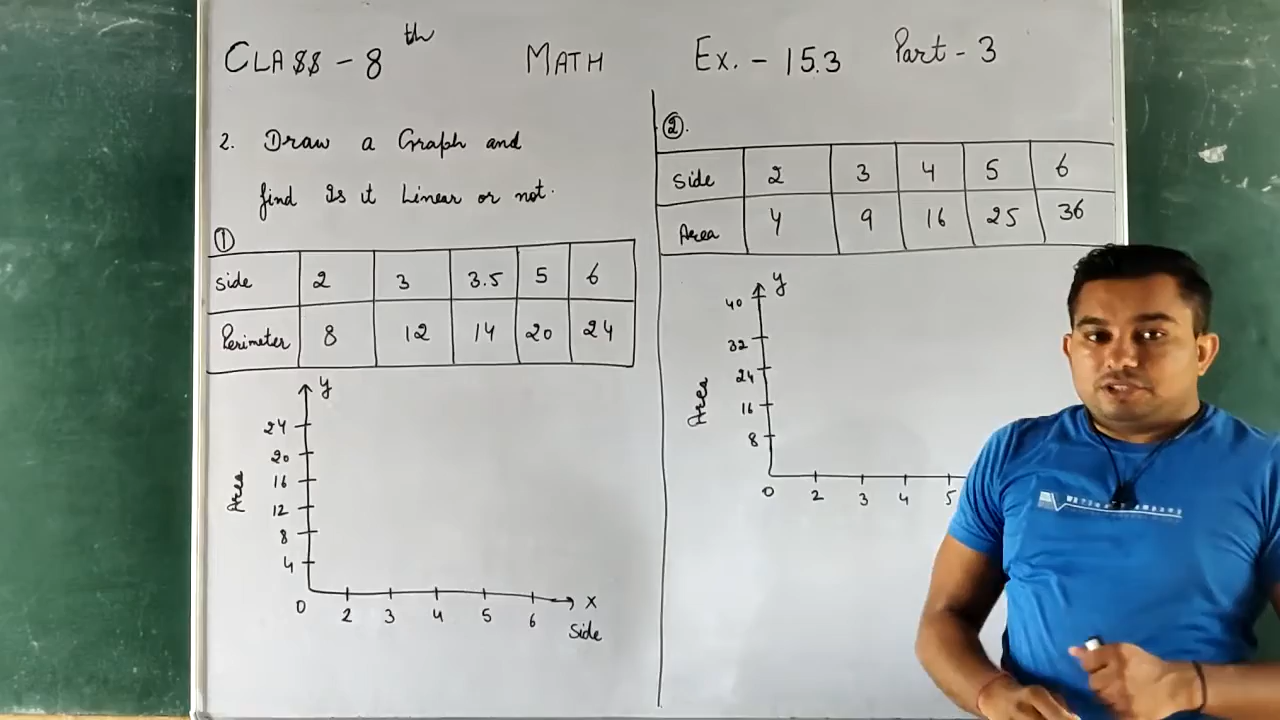 CLASS - 8th MATH Ex. - 15.3 Part - 3
2. Draw a Graph and
find Is it Linear or not.
①
Side 2 3 3.5 5 6
Perimeter 8 12 14 20 24
y
24
20
16
12
8
4
Area
0 2 3 4 5 6 X
Side
②.
Side 2 3 4 5 6
Area 4 9 16 25 36
y
40
32
24
16
8
Area
0 2 3 4 5